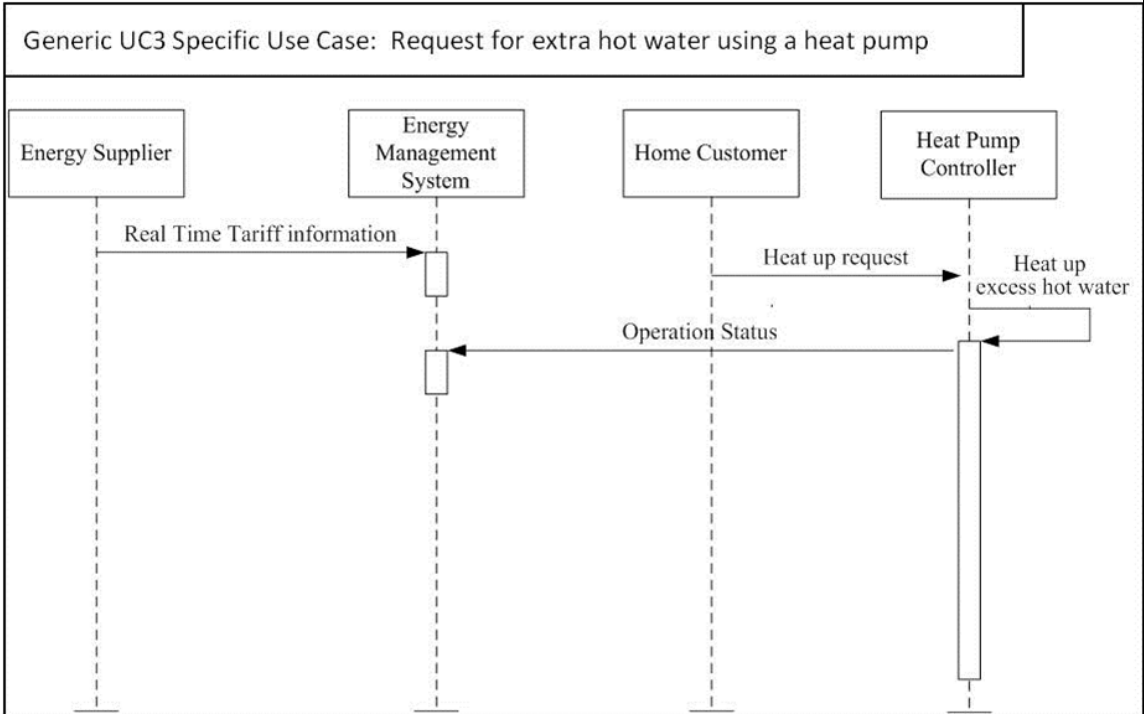 Generic UC3 Specific Use Case:  Request for extra hot water using a heat pump
Energy Supplier
Energy
Management
System
Home Customer
Heat Pump
Controller
Real Time Tariff information
Heat up request
Heat up
excess hot water
Operation Status